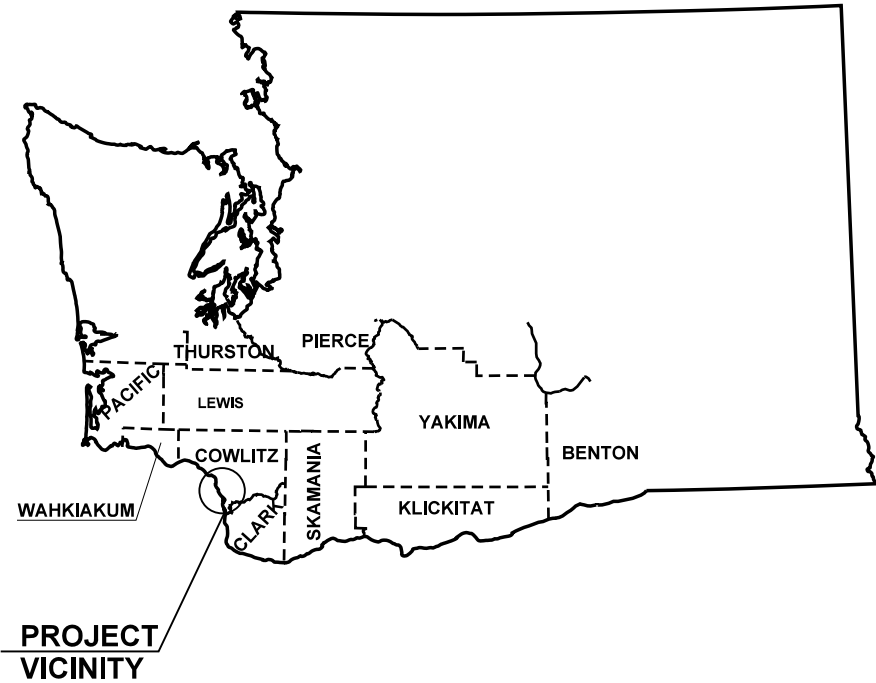 PIERCE
THURSTON
PACIFIC
LEWIS
YAKIMA
COWLITZ
BENTON
SKAMANIA
WAHKIAKUM
KLICKITAT
CLARK
PROJECT
VICINITY